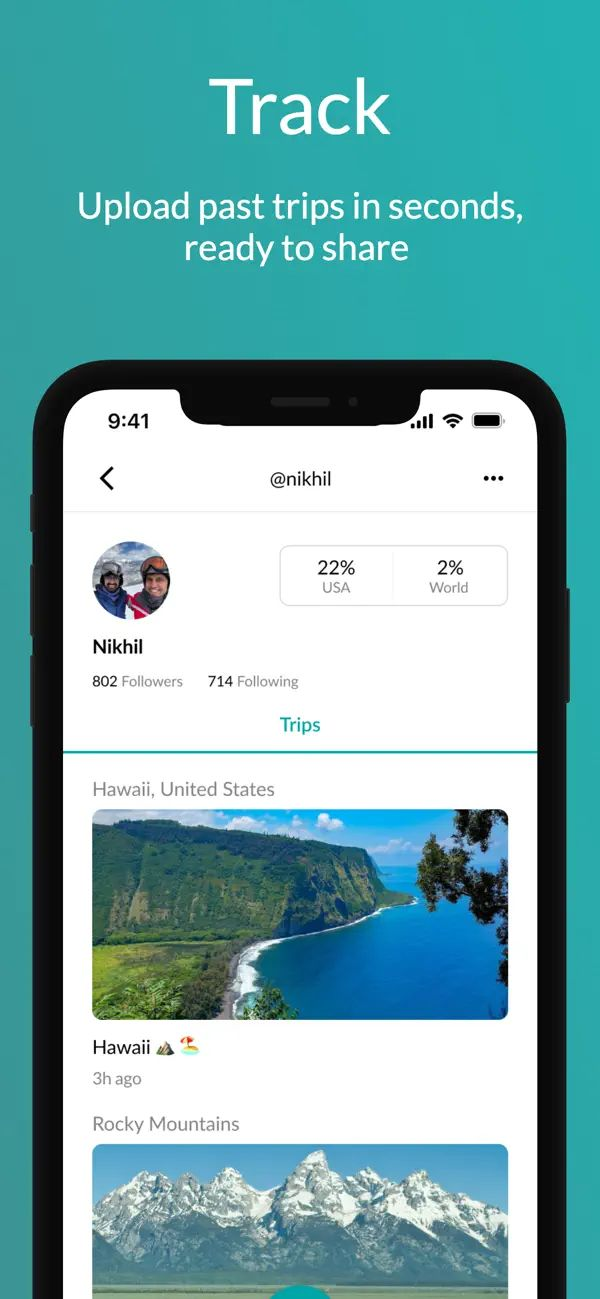 Track
Upload past trips in seconds,
ready to share
9:41
@nikhil
22%
USA
2%
World
Nikhil
802 Followers 714 Following
Trips
Hawaii, United States
Hawaii ⛰️ 🏖️
3h ago
Rocky Mountains